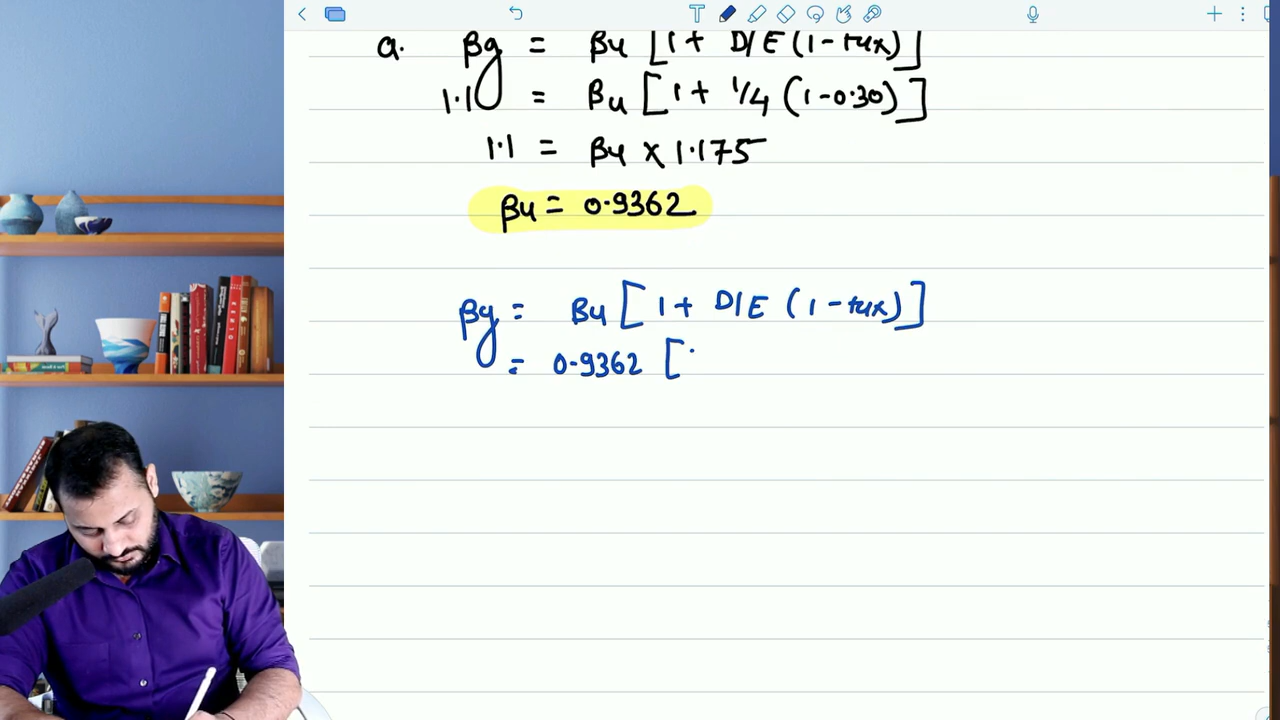 a. βg = βu [1 + D/E (1-tax)]
1.1 = βu [1 + 1/4 (1-0.30)]
1.1 = βu x 1.175
βu = 0.9362
βg = βu [1 + D/E (1-tax)]
= 0.9362 [